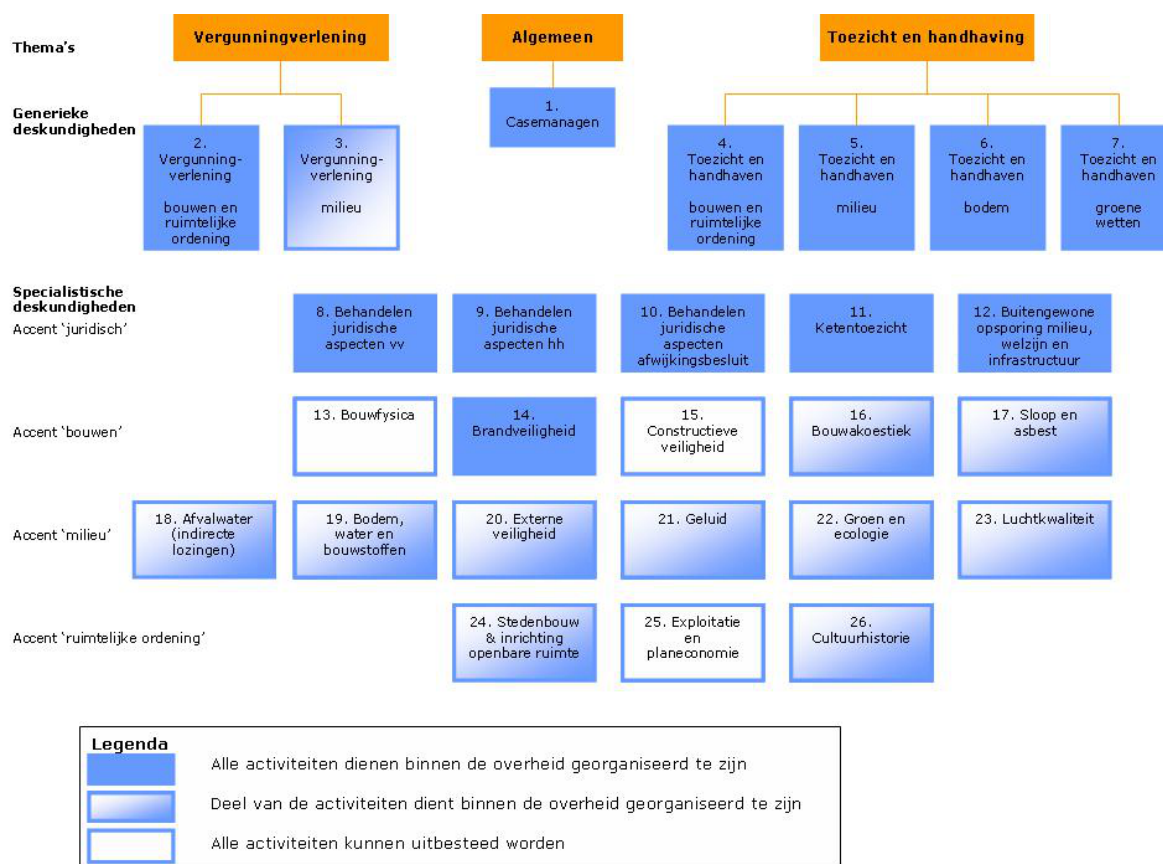 Thema's
Vergunningverlening
Algemeen
Toezicht en handhaving
Generieke
deskundigheden
1.
Casemanagen
2.
Vergunning-
verlening
bouwen en
ruimtelijke
ordening
3.
Vergunning-
verlening
milieu
4.
Toezicht en
handhaven
bouwen en
ruimtelijke
ordening
5.
Toezicht en
handhaven
milieu
6.
Toezicht en
handhaven
bodem
7.
Toezicht en
handhaven
groene
wetten
Specialistische
deskundigheden
Accent 'juridisch'
8. Behandelen
juridische
aspecten vv
9. Behandelen
juridische
aspecten hh
10. Behandelen
juridische
aspecten
afwijkingsbesluit
11.
Ketentoezicht
12. Buitengewone
opsporing milieu,
welzijn en
infrastructuur
Accent 'bouwen'
13. Bouwfysica
14.
Brandveiligheid
15.
Constructieve
veiligheid
16.
Bouwakoestiek
17. Sloop en
asbest
Accent 'milieu'
18. Afvalwater
(indirecte
lozingen)
19. Bodem,
water en
bouwstoffen
20. Externe
veiligheid
21. Geluid
22. Groen en
ecologie
23. Luchtkwaliteit
Accent 'ruimtelijke ordening'
24. Stedenbouw
& inrichting
openbare ruimte
25. Exploitatie
en
planeconomie
26.
Cultuurhistorie
Legenda
Alle activiteiten dienen binnen de overheid georganiseerd te zijn
Deel van de activiteiten dient binnen de overheid georganiseerd te zijn
Alle activiteiten kunnen uitbesteed worden